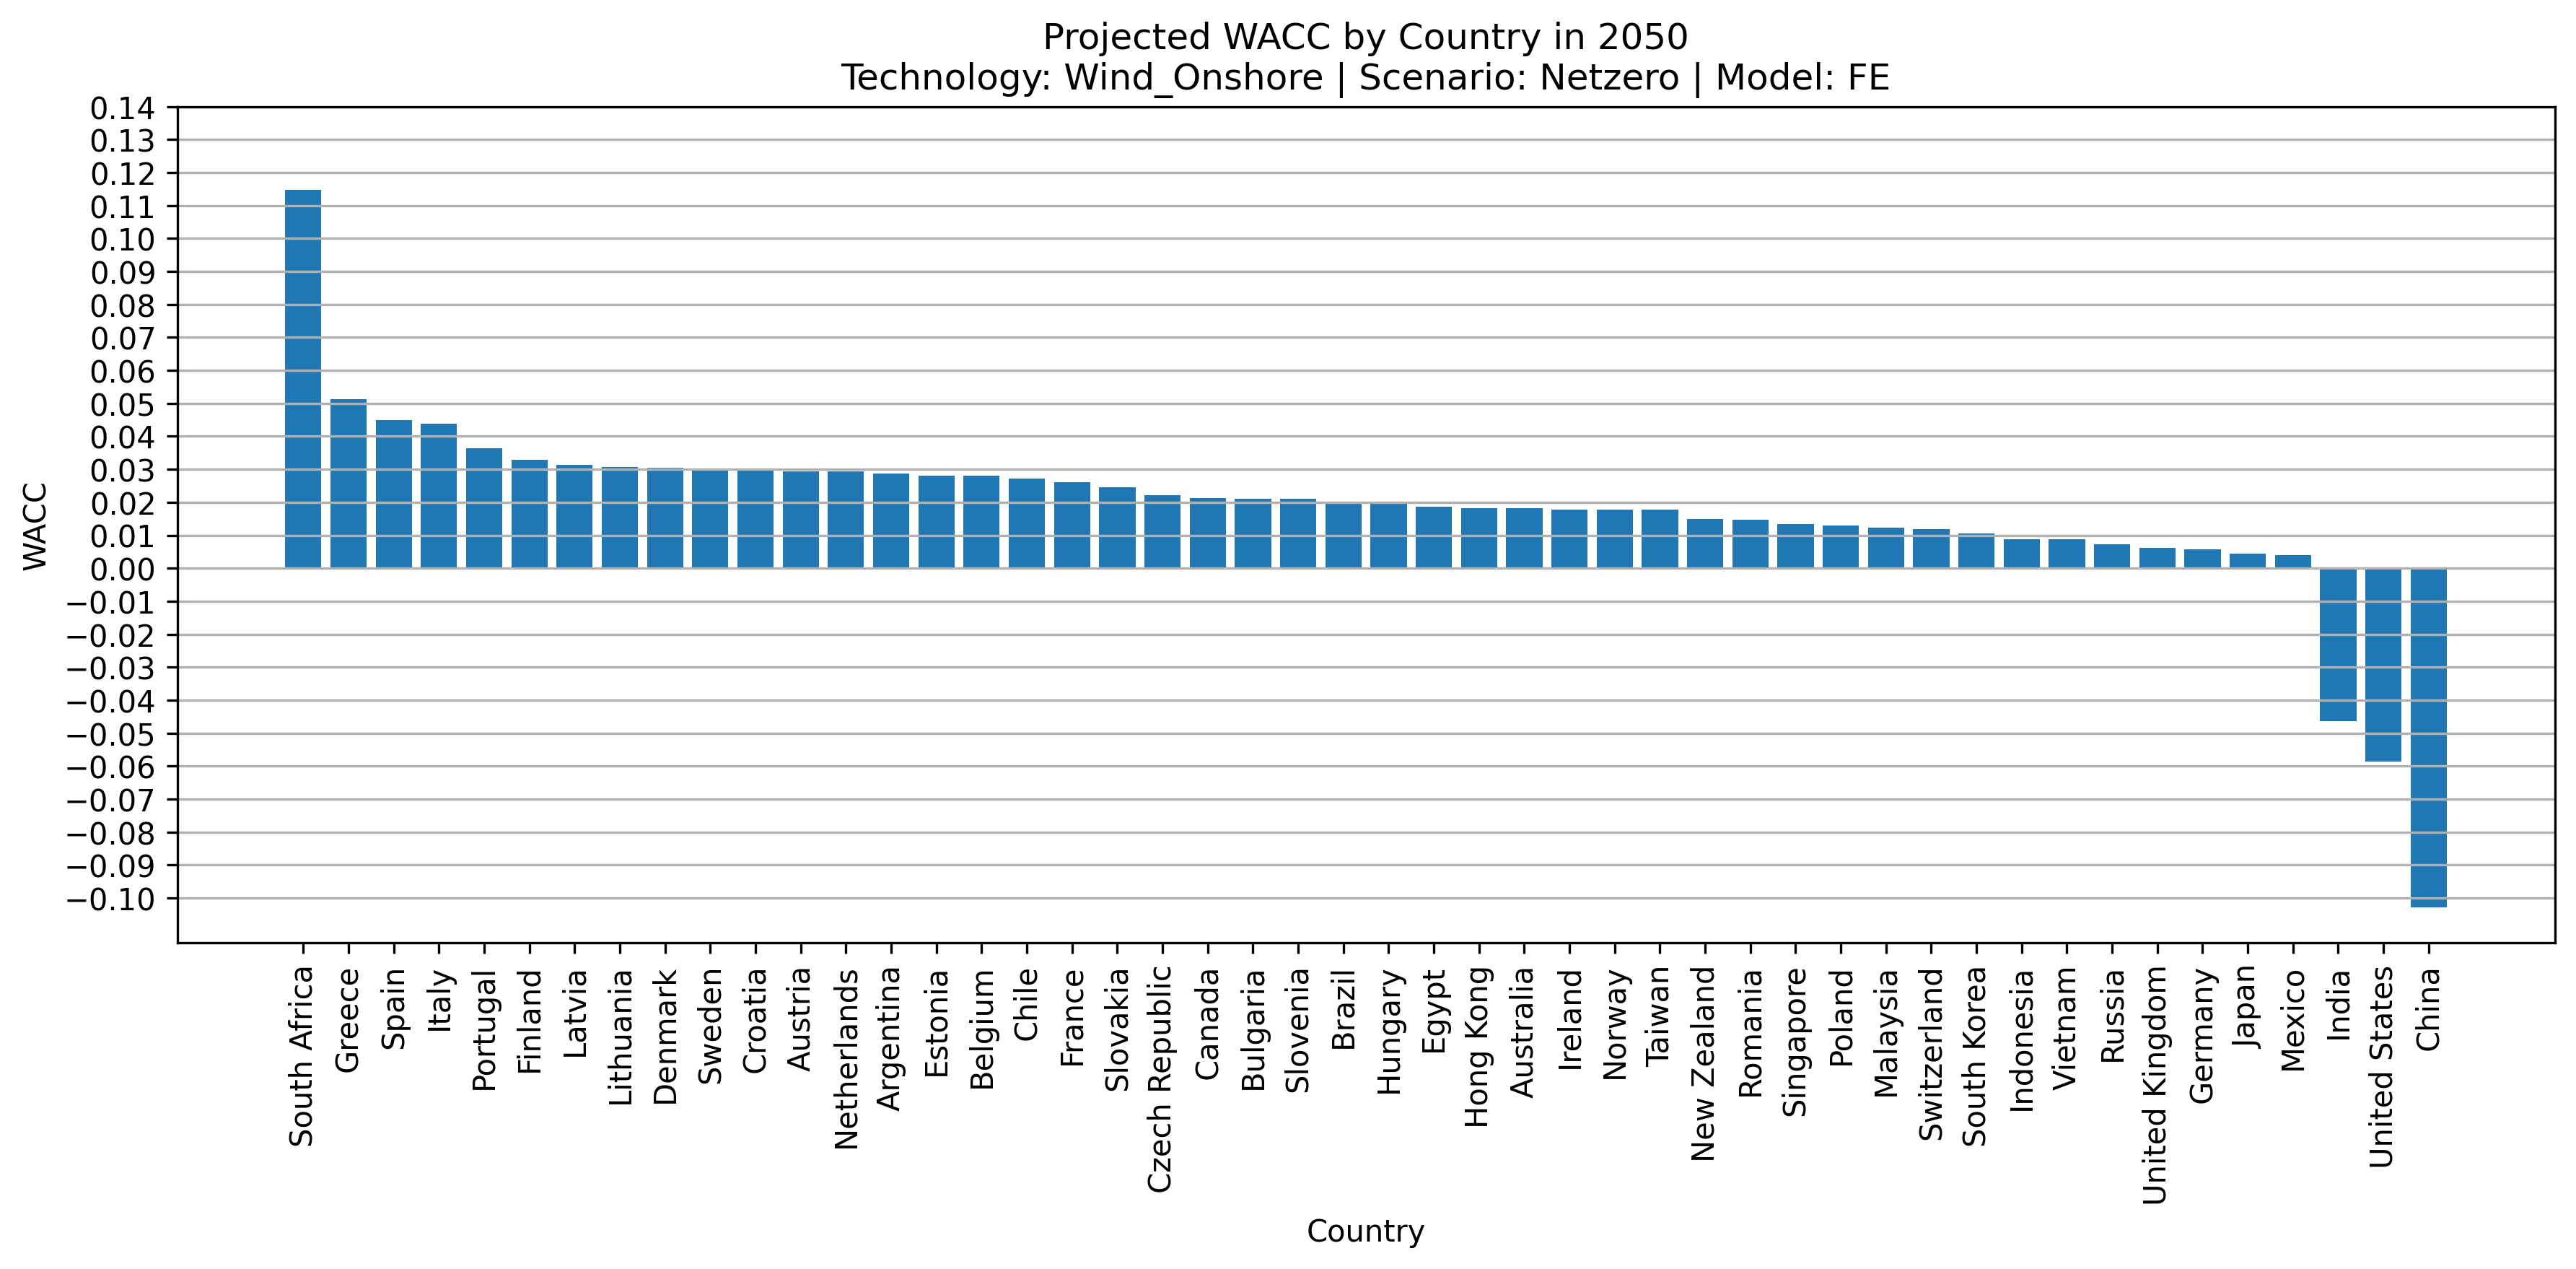 Projected WACC by Country in 2050
Technology: Wind_Onshore | Scenario: Netzero | Model: FE
WACC
0.14
0.13
0.12
0.11
0.10
0.09
0.08
0.07
0.06
0.05
0.04
0.03
0.02
0.01
0.00
−0.01
−0.02
−0.03
−0.04
−0.05
−0.06
−0.07
−0.08
−0.09
−0.10
South Africa
Greece
Spain
Italy
Portugal
Finland
Latvia
Lithuania
Denmark
Sweden
Croatia
Austria
Netherlands
Argentina
Estonia
Belgium
Chile
France
Slovakia
Czech Republic
Canada
Bulgaria
Slovenia
Brazil
Hungary
Egypt
Hong Kong
Australia
Ireland
Norway
Taiwan
New Zealand
Romania
Singapore
Poland
Malaysia
Switzerland
South Korea
Indonesia
Vietnam
Russia
United Kingdom
Germany
Japan
Mexico
India
United States
China
Country